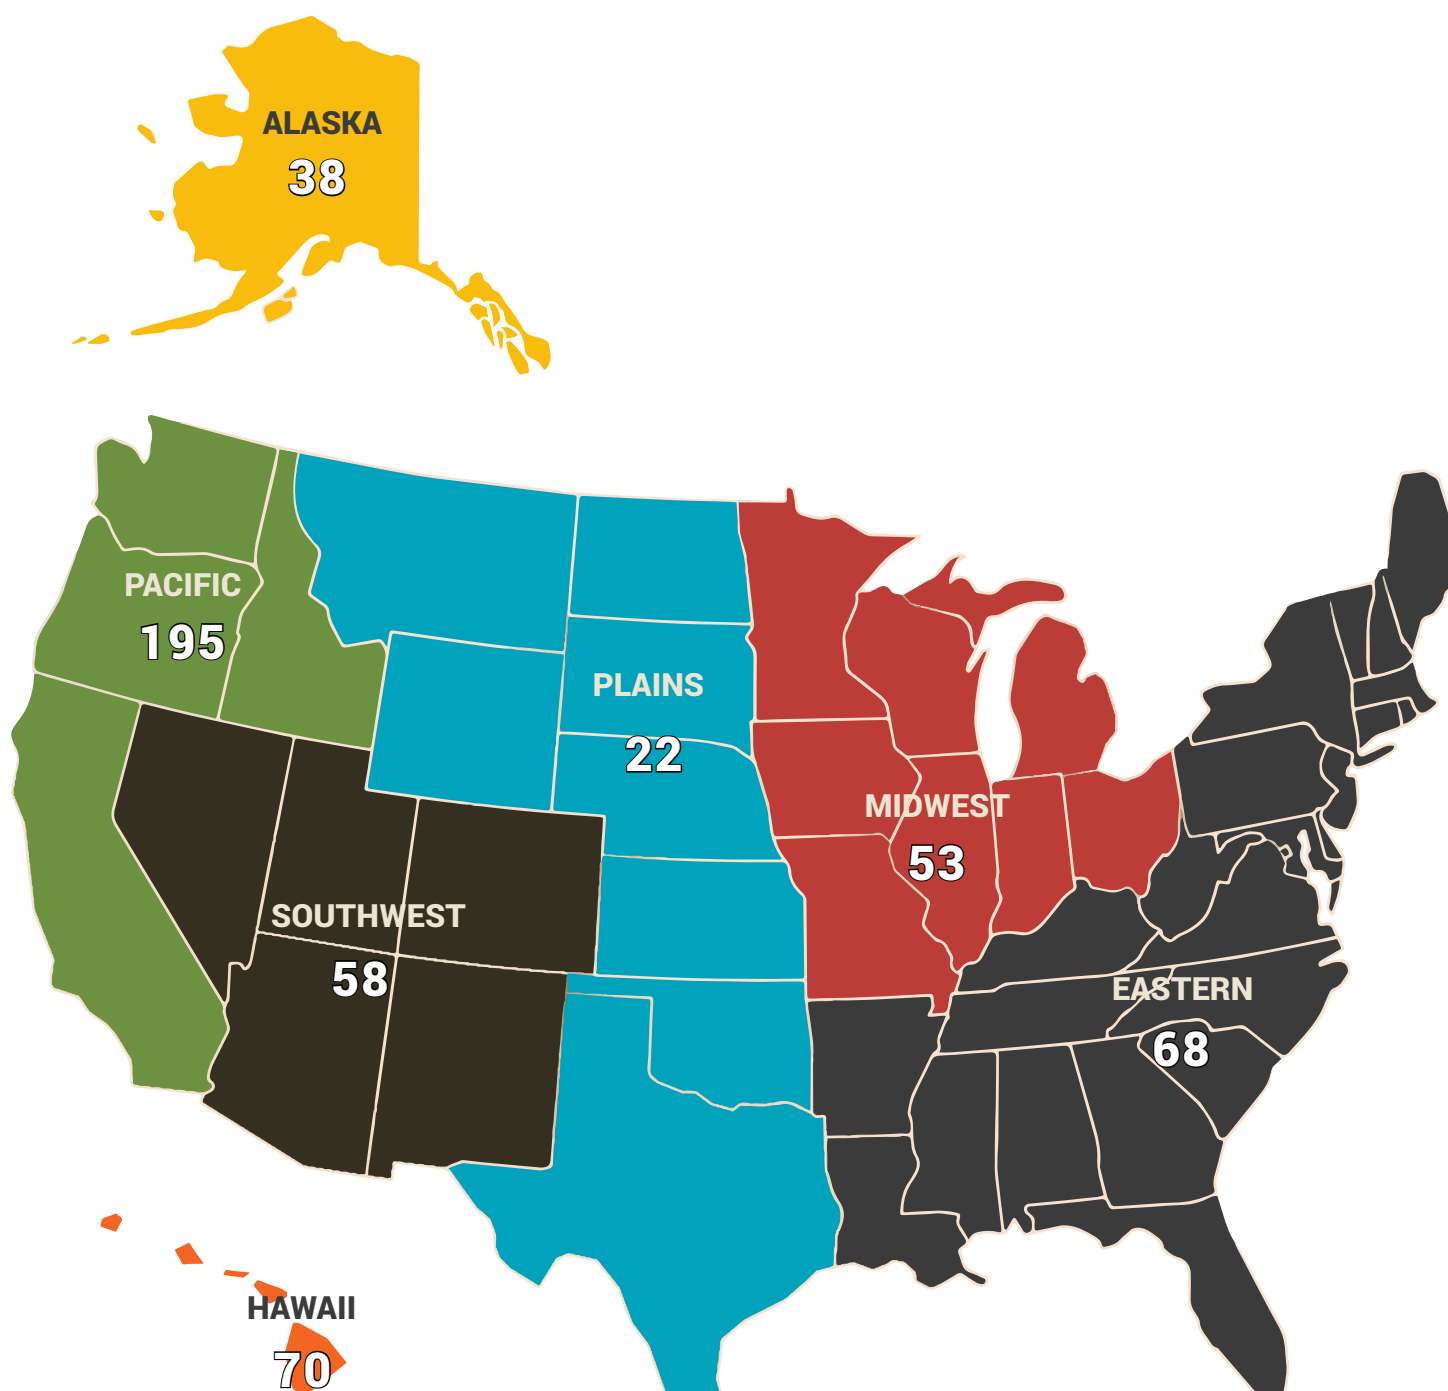 ALASKA
38
PACIFIC
195
PLAINS
22
MIDWEST
53
SOUTHWEST
58
EASTERN
68
HAWAII
70